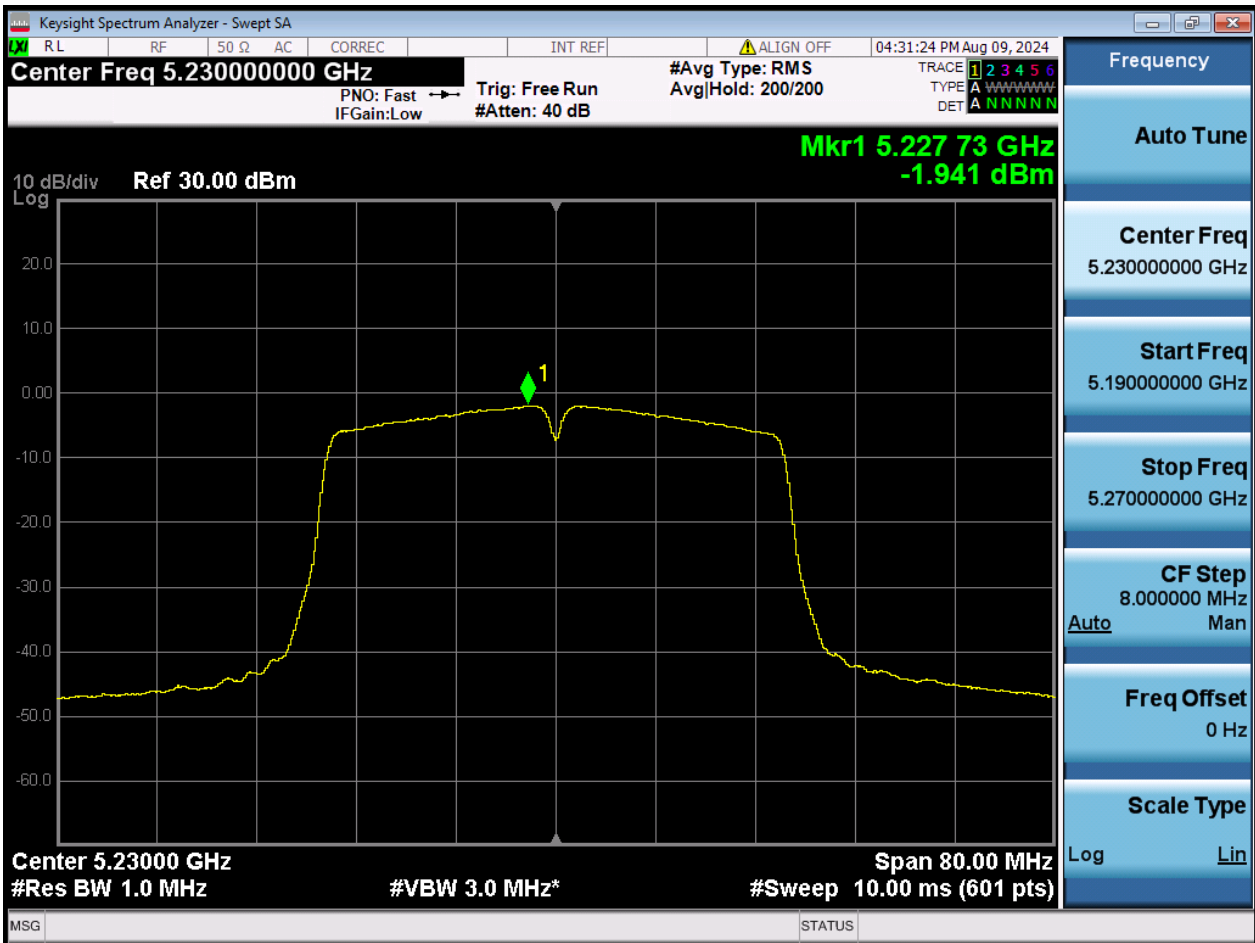 Keysight Spectrum Analyzer - Swept SA
LXI RL RF 50 Ω AC CORREC INT REF ALIGN OFF 04:31:24 PM Aug 09, 2024
Center Freq 5.230000000 GHz
PNO: Fast
IFGain:Low
Trig: Free Run
#Atten: 40 dB
#Avg Type: RMS
Avg|Hold: 200/200
TRACE 1 2 3 4 5 6
TYPE A WWWWW
DET A N N N N N
Mkr1 5.227 73 GHz
-1.941 dBm
10 dB/div Ref 30.00 dBm
Log
20.0
10.0
0.00
-10.0
-20.0
-30.0
-40.0
-50.0
-60.0
1
Center 5.23000 GHz Span 80.00 MHz
#Res BW 1.0 MHz #VBW 3.0 MHz* #Sweep 10.00 ms (601 pts)
MSG STATUS
Frequency
Auto Tune
Center Freq
5.230000000 GHz
Start Freq
5.190000000 GHz
Stop Freq
5.270000000 GHz
CF Step
8.000000 MHz
Auto Man
Freq Offset
0 Hz
Scale Type
Log Lin